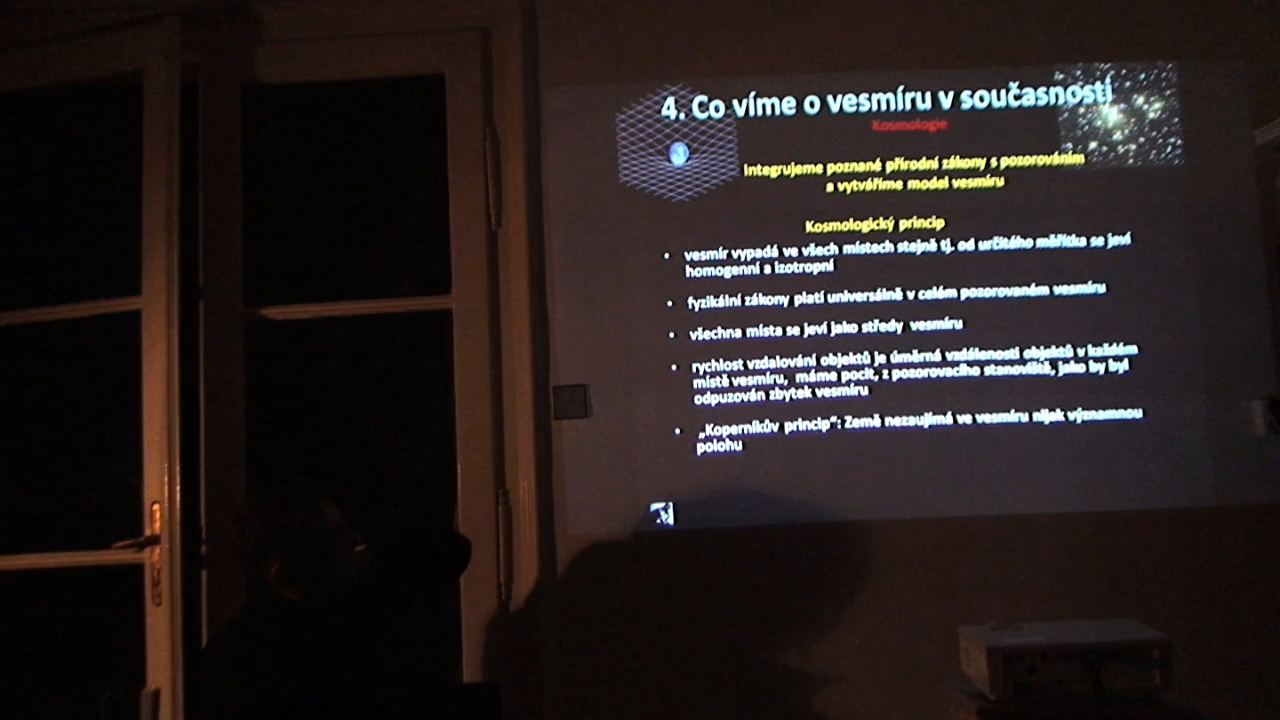 4. Co víme o vesmíru v současnosti
Kosmologie
Integrujeme poznané přírodní zákony s pozorováním
a vytváříme model vesmíru
Kosmologický princip
• vesmír vypadá ve všech místech stejně tj. od určitého měřítka se jeví
homogenní a izotropní
• fyzikální zákony platí universálně v celém pozorovaném vesmíru
• všechna místa se jeví jako středy vesmíru
• rychlost vzdalování objektů je úměrná vzdálenosti objektů v každém
místě vesmíru, máme pocit, z pozorovacího stanoviště, jako by byl
odpuzován zbytek vesmíru
• „Koperníkův princip“: Země nezaujímá ve vesmíru nijak významnou
polohu